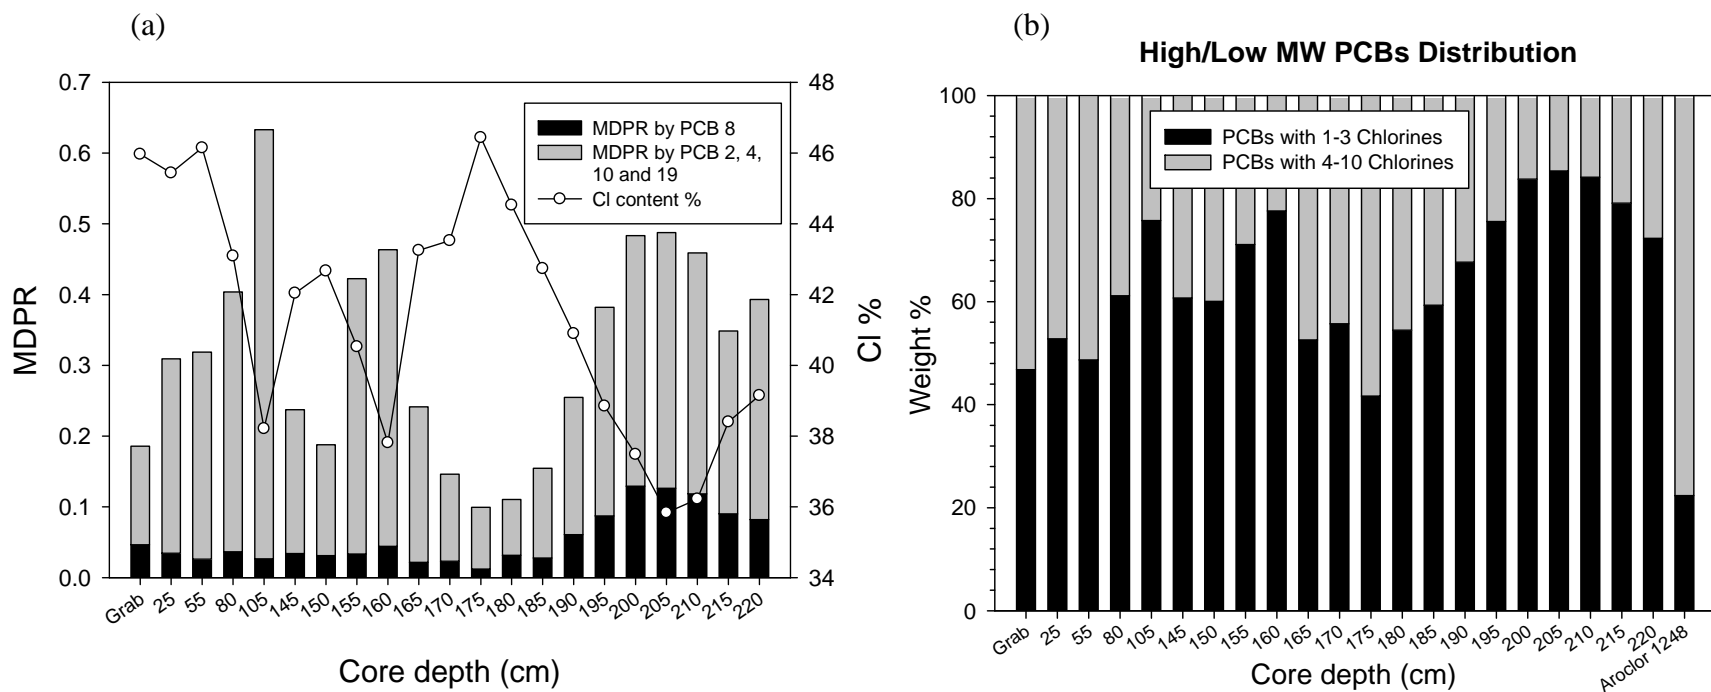 (a)
MDPR
0.7
0.6
0.5
0.4
0.3
0.2
0.1
0.0
48
46
44
42
40
38
36
34
Cl %
MDPR by PCB 8
MDPR by PCB 2, 4,
10 and 19
Cl content %
Grab 25 55 80 105 145 150 155 160 165 170 175 180 185 190 195 200 205 210 215 220
Core depth (cm)
(b)
High/Low MW PCBs Distribution
Weight %
100
80
60
40
20
0
PCBs with 1-3 Chlorines
PCBs with 4-10 Chlorines
Grab 25 55 80 105 145 150 155 160 165 170 175 180 185 190 195 200 205 210 215 220 Aroclor 1248
Core depth (cm)